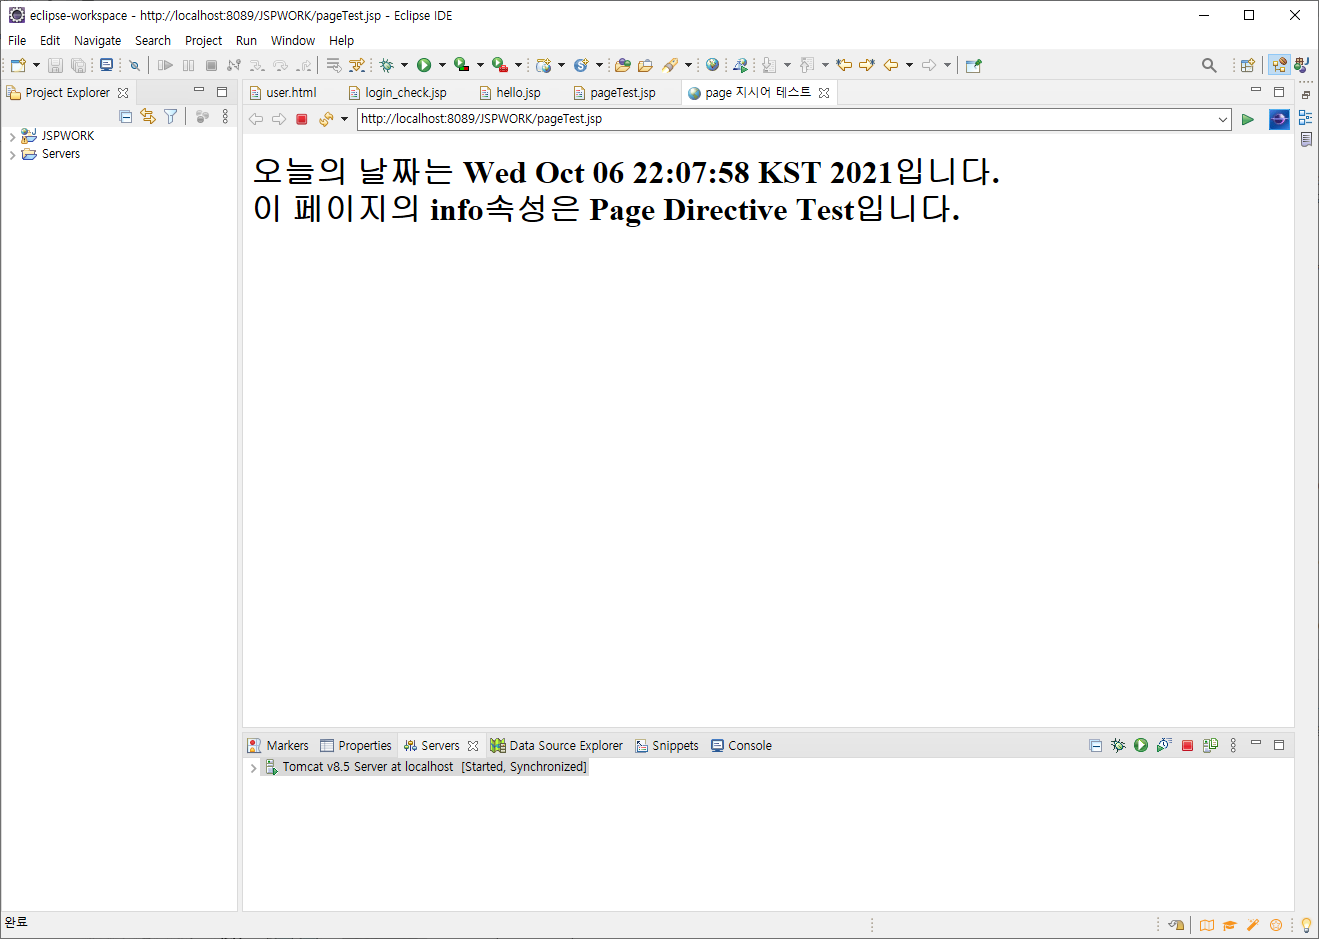 eclipse-workspace - http://localhost:8089/JSPWORK/pageTest.jsp - Eclipse IDE
File Edit Navigate Search Project Run Window Help
Project Explorer
user.html login_check.jsp hello.jsp pageTest.jsp page 지시어 테스트
http://localhost:8089/JSPWORK/pageTest.jsp
JSPWORK
Servers
오늘의 날짜는 Wed Oct 06 22:07:58 KST 2021입니다.
이 페이지의 info속성은 Page Directive Test입니다.
Markers Properties Servers Data Source Explorer Snippets Console
Tomcat v8.5 Server at localhost [Started, Synchronized]
완료